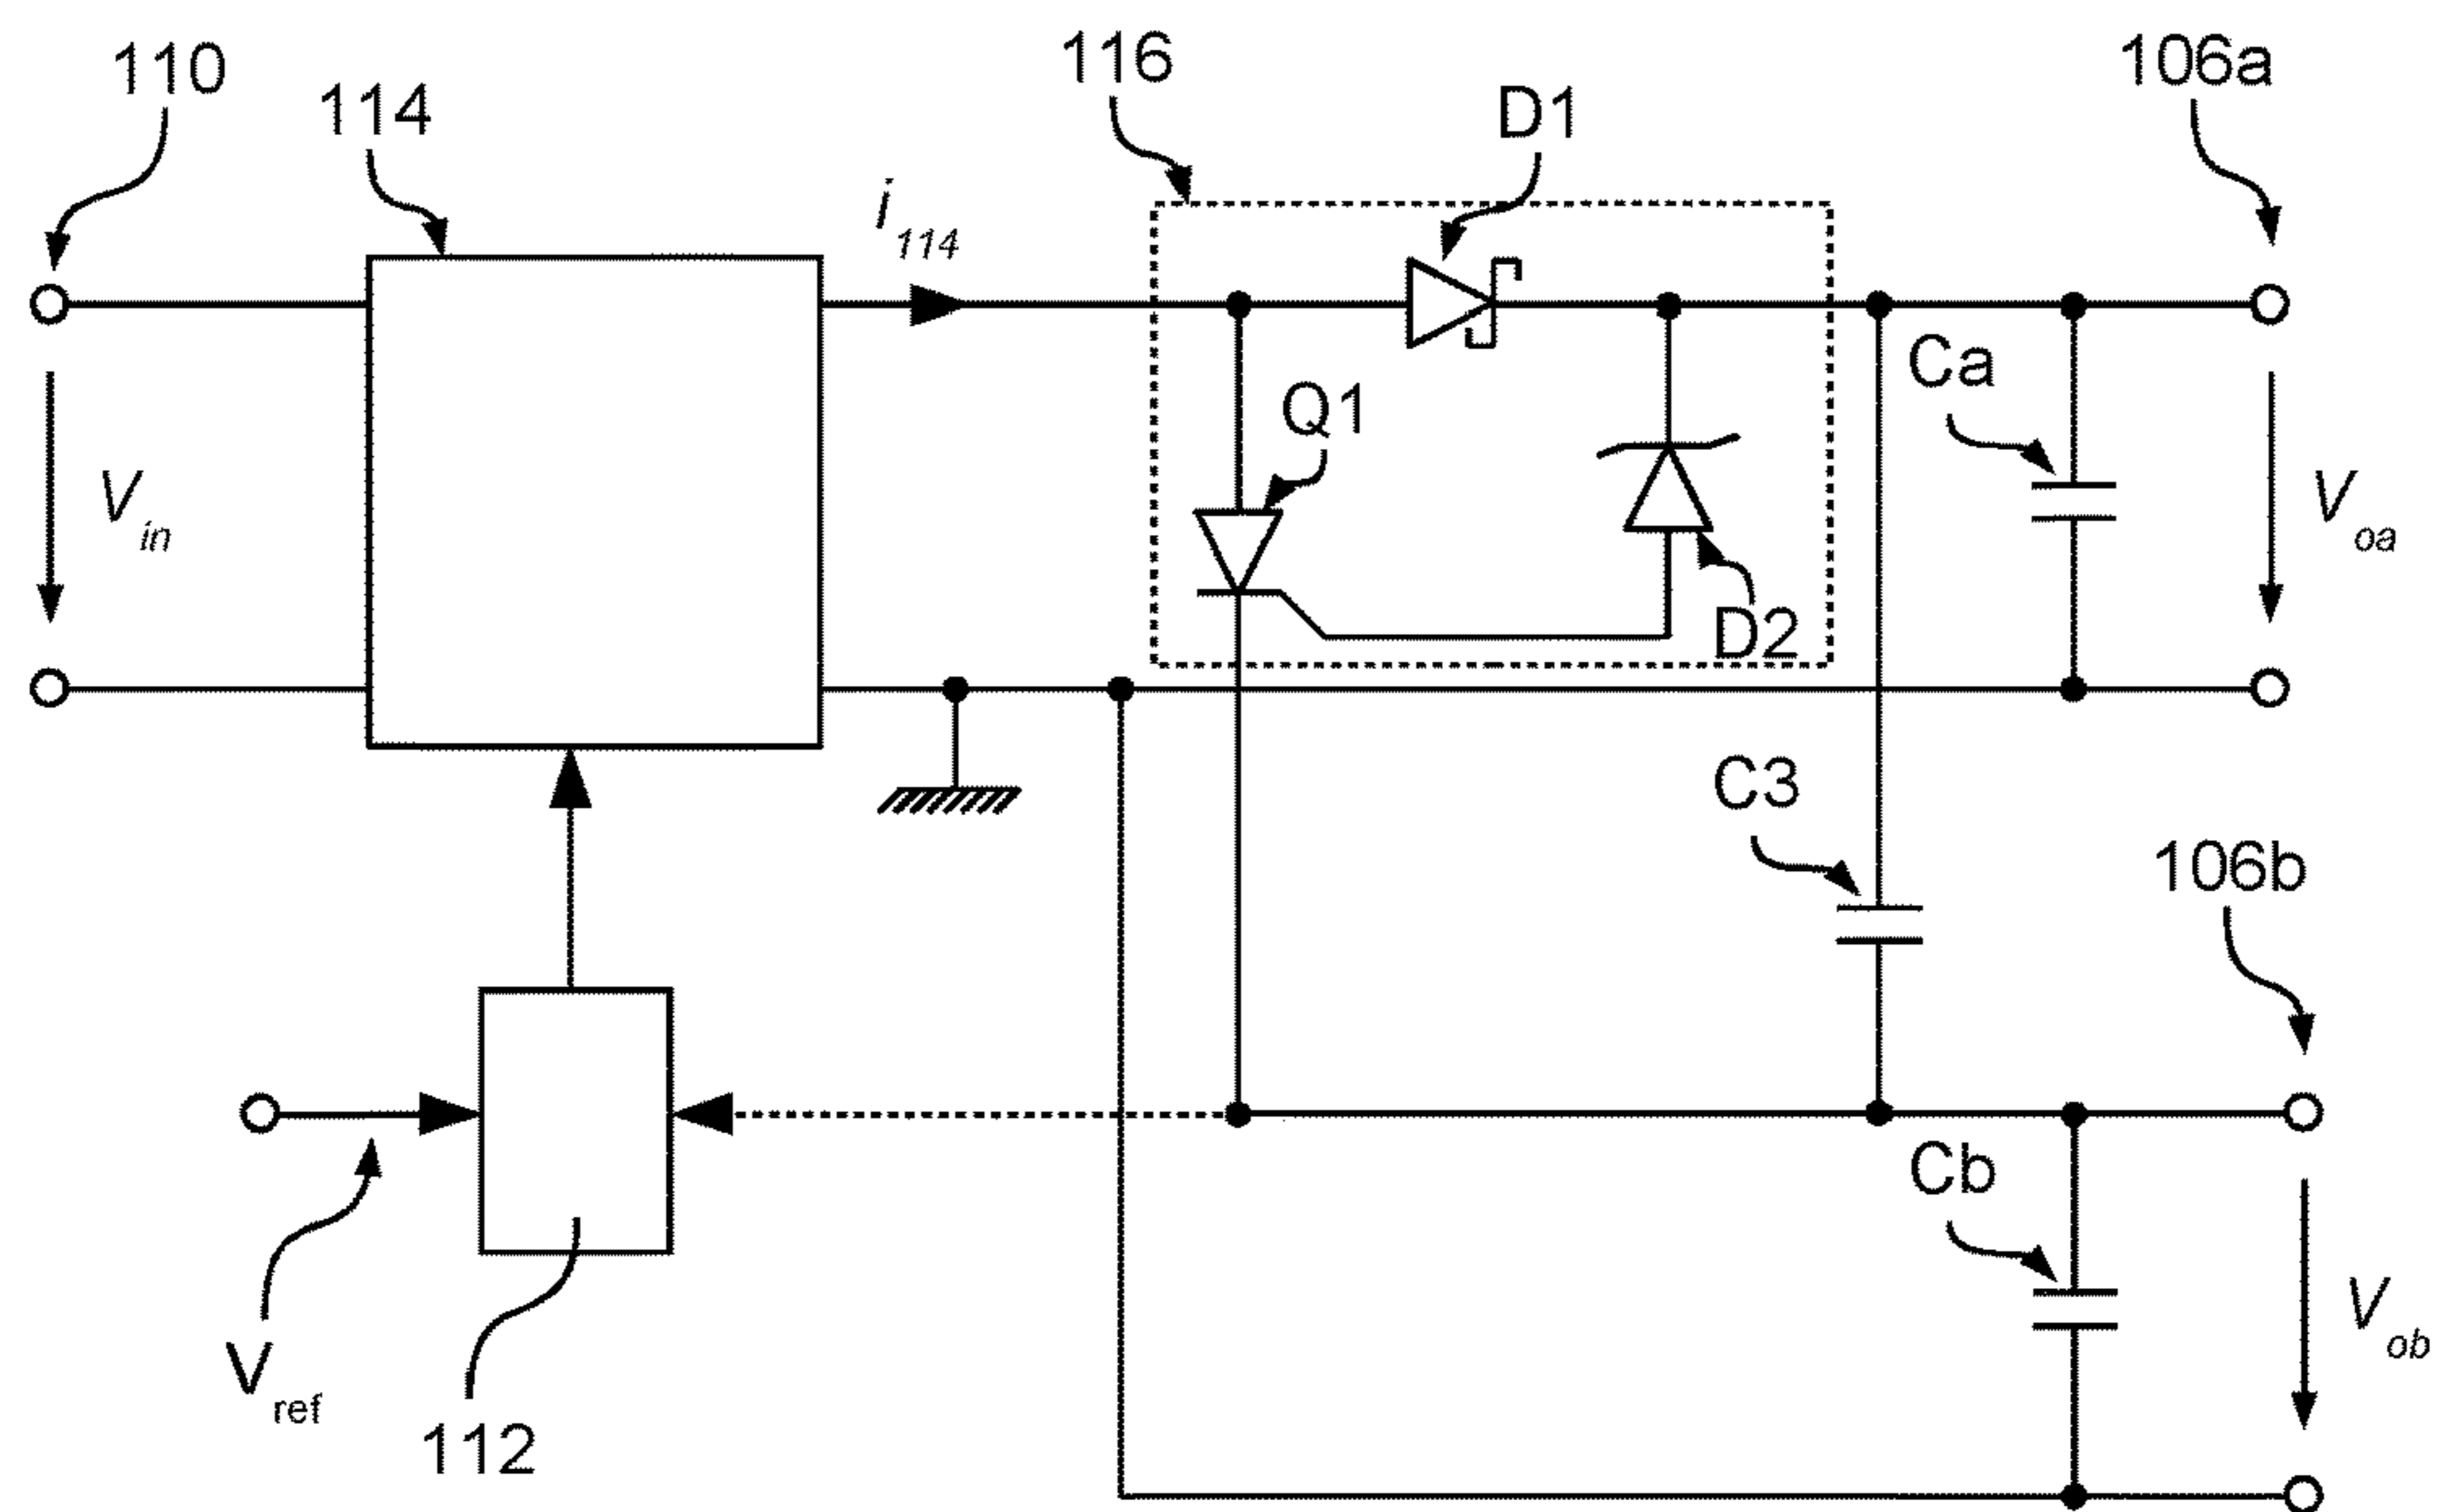 110
114
116
D1
106a
i114
Ca
Q1
Vin
Voa
D2
C3
106b
Cb
Vref
Vob
112